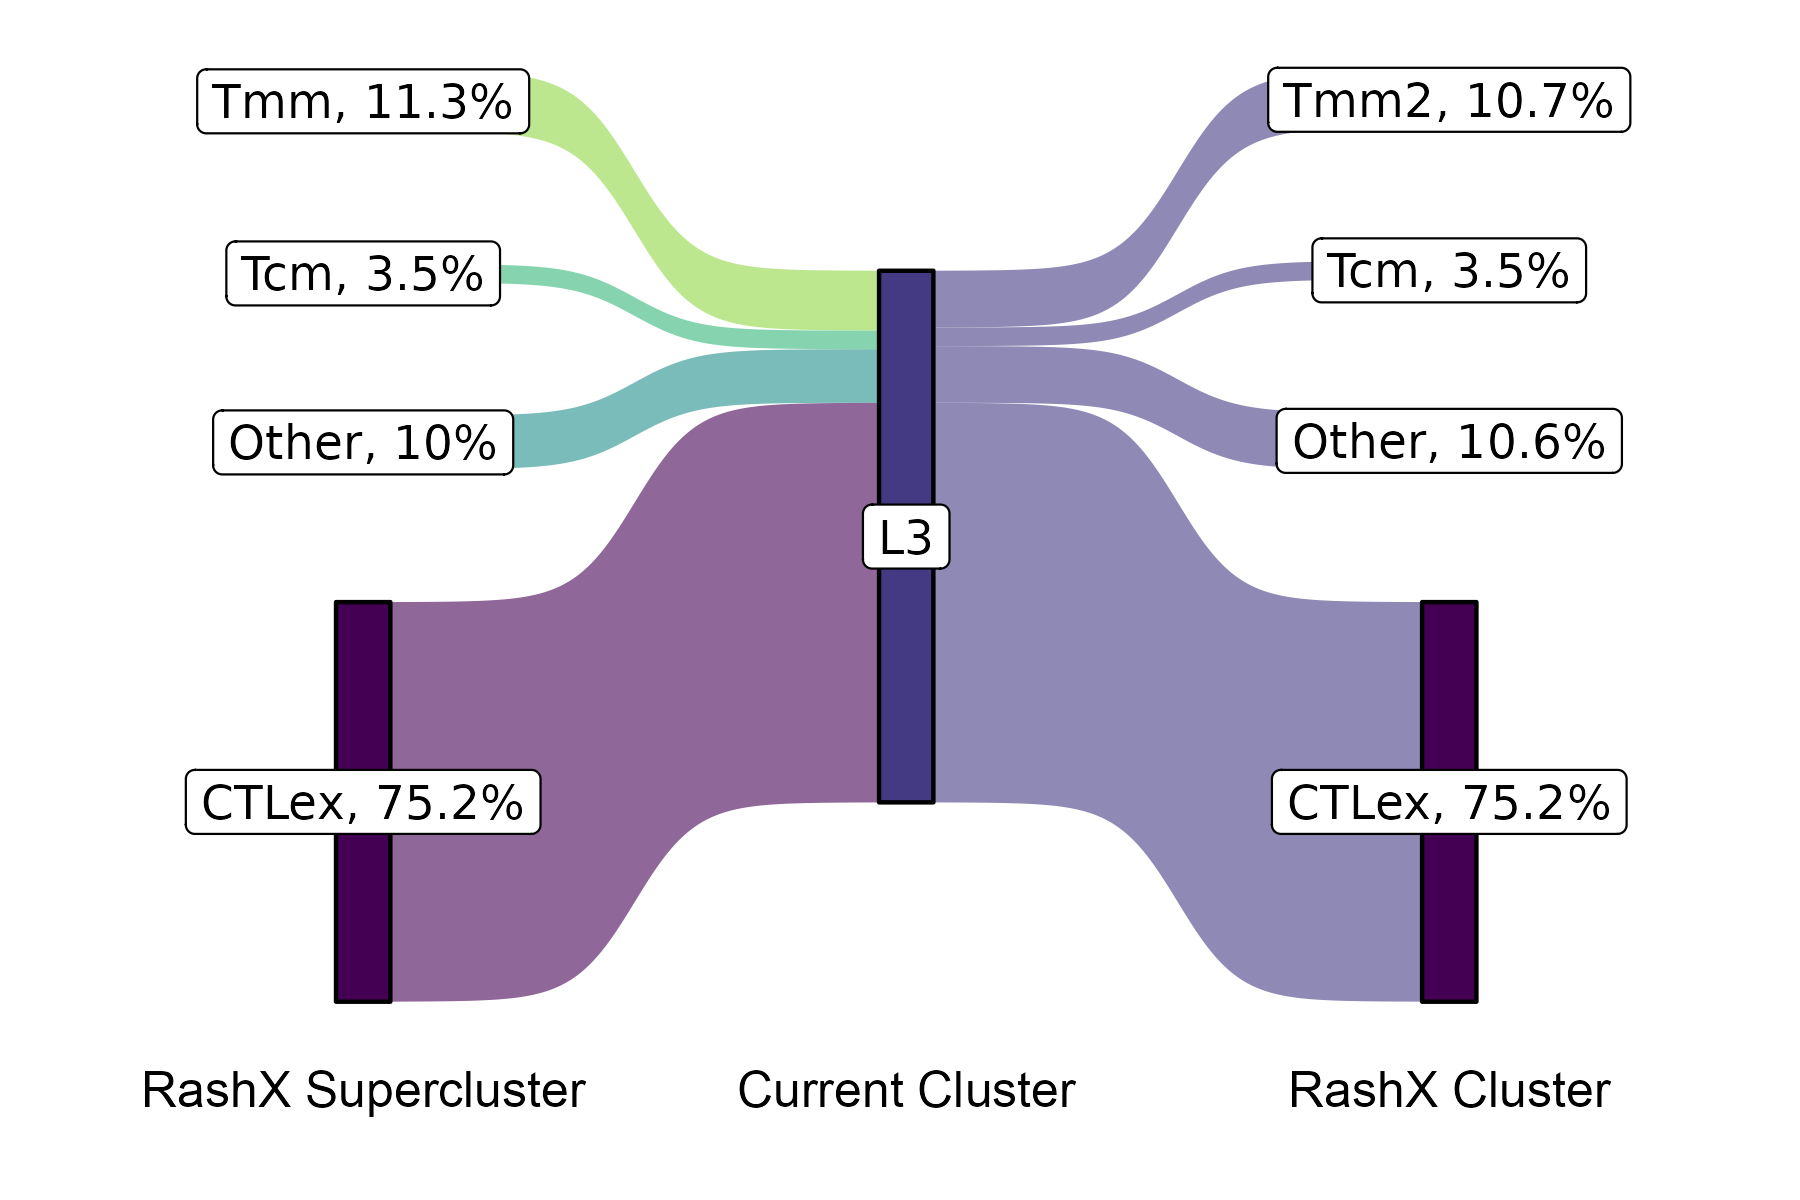 Tmm, 11.3%
Tmm2, 10.7%
Tcm, 3.5%
Tcm, 3.5%
Other, 10%
Other, 10.6%
L3
CTLex, 75.2%
CTLex, 75.2%
RashX Supercluster
Current Cluster
RashX Cluster